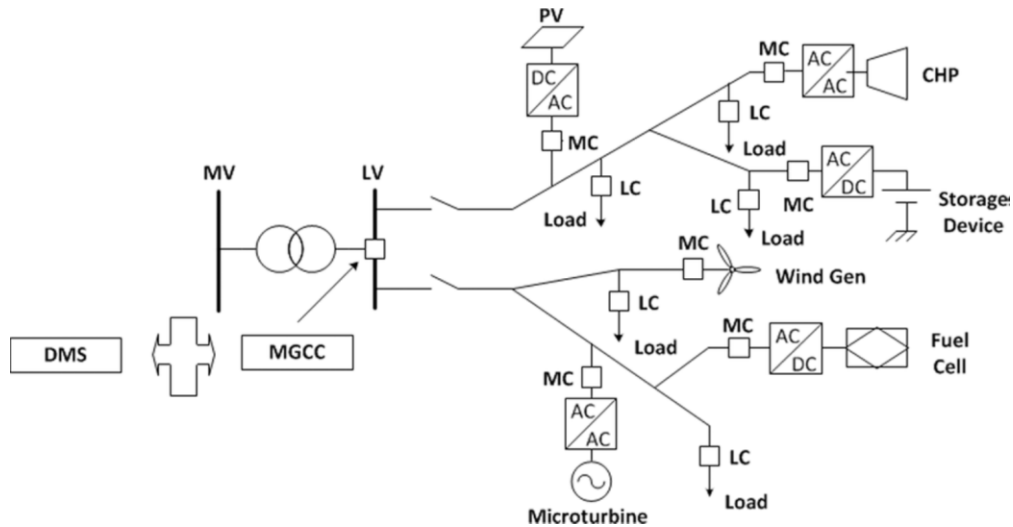 PV
DC
AC
MC
MC
AC
AC
CHP
LC
Load
LC
Load
MV
LV
MC
AC
DC
LC
Load
Storages
Device
MC
Wind Gen
LC
Load
DMS
MGCC
MC
AC
DC
Fuel
Cell
MC
AC
AC
Microturbine
LC
Load